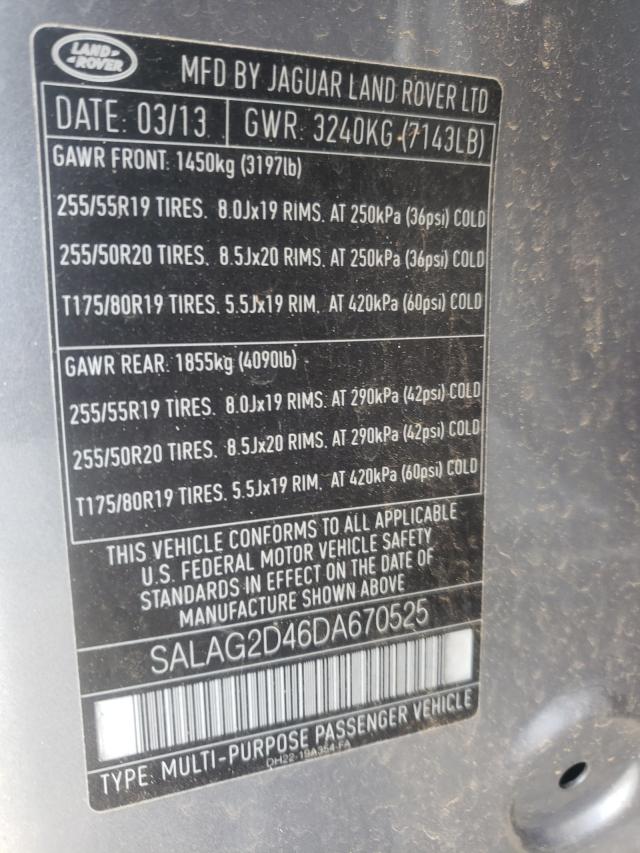 LAND-
-ROVER
MFD BY JAGUAR LAND ROVER LTD
DATE: 03/13 GWR: 3240KG (7143LB)
GAWR FRONT: 1450kg (3197lb)
255/55R19 TIRES. 8.0Jx19 RIMS. AT 250kPa (36psi) COLD
255/50R20 TIRES. 8.5Jx20 RIMS. AT 250kPa (36psi) COLD
T175/80R19 TIRES. 5.5Jx19 RIM. AT 420kPa (60psi) COLD
GAWR REAR: 1855kg (4090lb)
255/55R19 TIRES. 8.0Jx19 RIMS. AT 290kPa (42psi) COLD
255/50R20 TIRES. 8.5Jx20 RIMS. AT 290kPa (42psi) COLD
T175/80R19 TIRES. 5.5Jx19 RIM. AT 420kPa (60psi) COLD
THIS VEHICLE CONFORMS TO ALL APPLICABLE
U.S. FEDERAL MOTOR VEHICLE SAFETY
STANDARDS IN EFFECT ON THE DATE OF
MANUFACTURE SHOWN ABOVE
SALAG2D46DA670525
TYPE: MULTI-PURPOSE PASSENGER VEHICLE
DH22-19A354-FA